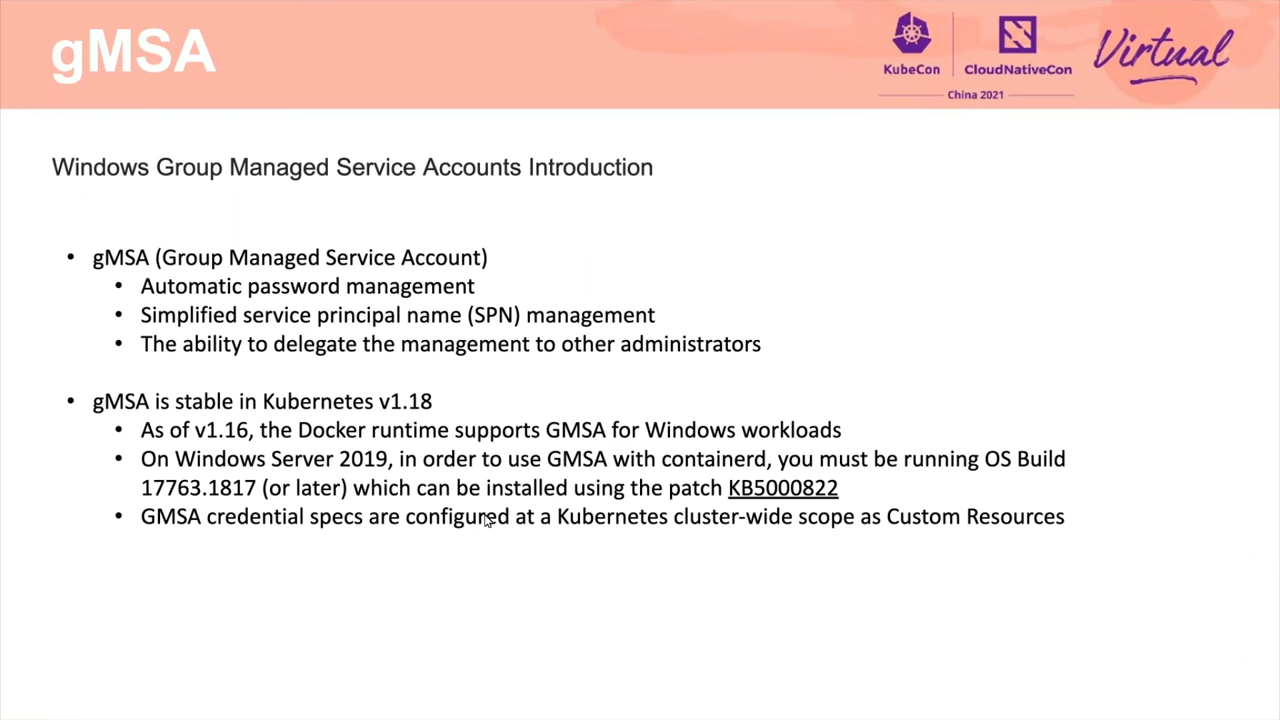 gMSA
KubeCon
CloudNativeCon
China 2021
Virtual
Windows Group Managed Service Accounts Introduction
• gMSA (Group Managed Service Account)
• Automatic password management
• Simplified service principal name (SPN) management
• The ability to delegate the management to other administrators
• gMSA is stable in Kubernetes v1.18
• As of v1.16, the Docker runtime supports GMSA for Windows workloads
• On Windows Server 2019, in order to use GMSA with containerd, you must be running OS Build
17763.1817 (or later) which can be installed using the patch KB5000822
• GMSA credential specs are configured at a Kubernetes cluster-wide scope as Custom Resources